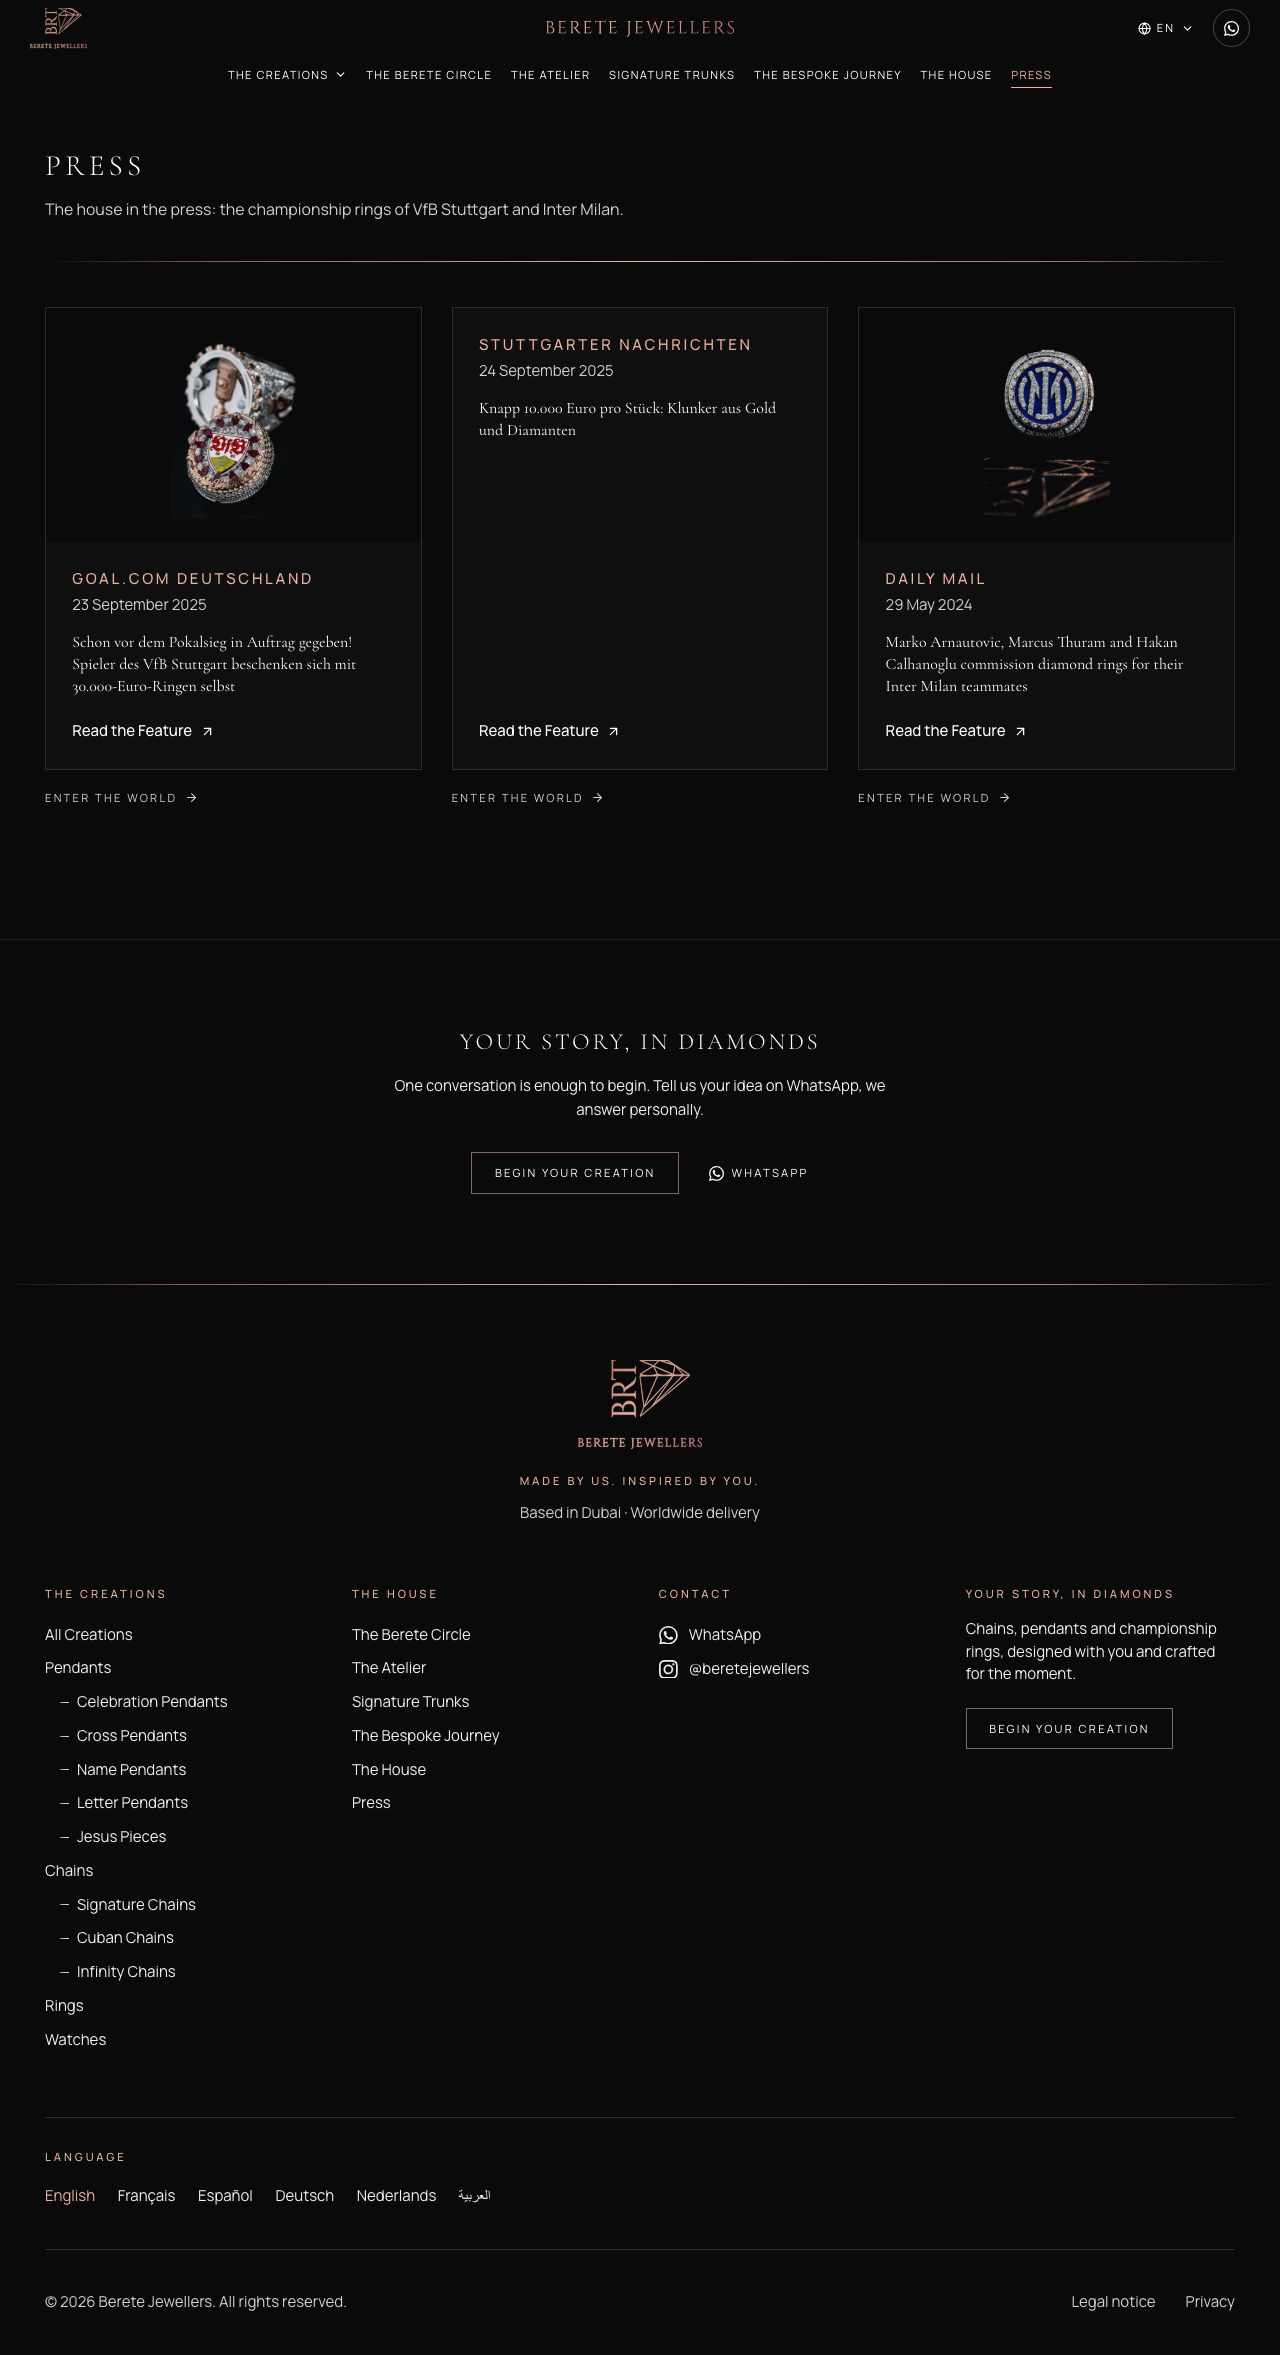 BRT
BERETE JEWELLERS
BERETE JEWELLERS
EN
THE CREATIONS
THE BERETE CIRCLE
THE ATELIER
SIGNATURE TRUNKS
THE BESPOKE JOURNEY
THE HOUSE
PRESS
PRESS
The house in the press: the championship rings of VfB Stuttgart and Inter Milan.
VfB
GOAL.COM DEUTSCHLAND
23 September 2025
Schon vor dem Pokalsieg in Auftrag gegeben!
Spieler des VfB Stuttgart beschenken sich mit
30.000-Euro-Ringen selbst
Read the Feature
ENTER THE WORLD
STUTTGARTER NACHRICHTEN
24 September 2025
Knapp 10.000 Euro pro Stück: Klunker aus Gold
und Diamanten
Read the Feature
ENTER THE WORLD
DAILY MAIL
29 May 2024
Marko Arnautovic, Marcus Thuram and Hakan
Calhanoglu commission diamond rings for their
Inter Milan teammates
Read the Feature
ENTER THE WORLD
YOUR STORY, IN DIAMONDS
One conversation is enough to begin. Tell us your idea on WhatsApp, we
answer personally.
BEGIN YOUR CREATION
WHATSAPP
BRT
BERETE JEWELLERS
MADE BY US. INSPIRED BY YOU.
Based in Dubai · Worldwide delivery
THE CREATIONS
All Creations
Pendants
— Celebration Pendants
— Cross Pendants
— Name Pendants
— Letter Pendants
— Jesus Pieces
Chains
— Signature Chains
— Cuban Chains
— Infinity Chains
Rings
Watches
THE HOUSE
The Berete Circle
The Atelier
Signature Trunks
The Bespoke Journey
The House
Press
CONTACT
WhatsApp
@beretejewellers
YOUR STORY, IN DIAMONDS
Chains, pendants and championship
rings, designed with you and crafted
for the moment.
BEGIN YOUR CREATION
LANGUAGE
English
Français
Español
Deutsch
Nederlands
العربية
© 2026 Berete Jewellers. All rights reserved.
Legal notice
Privacy